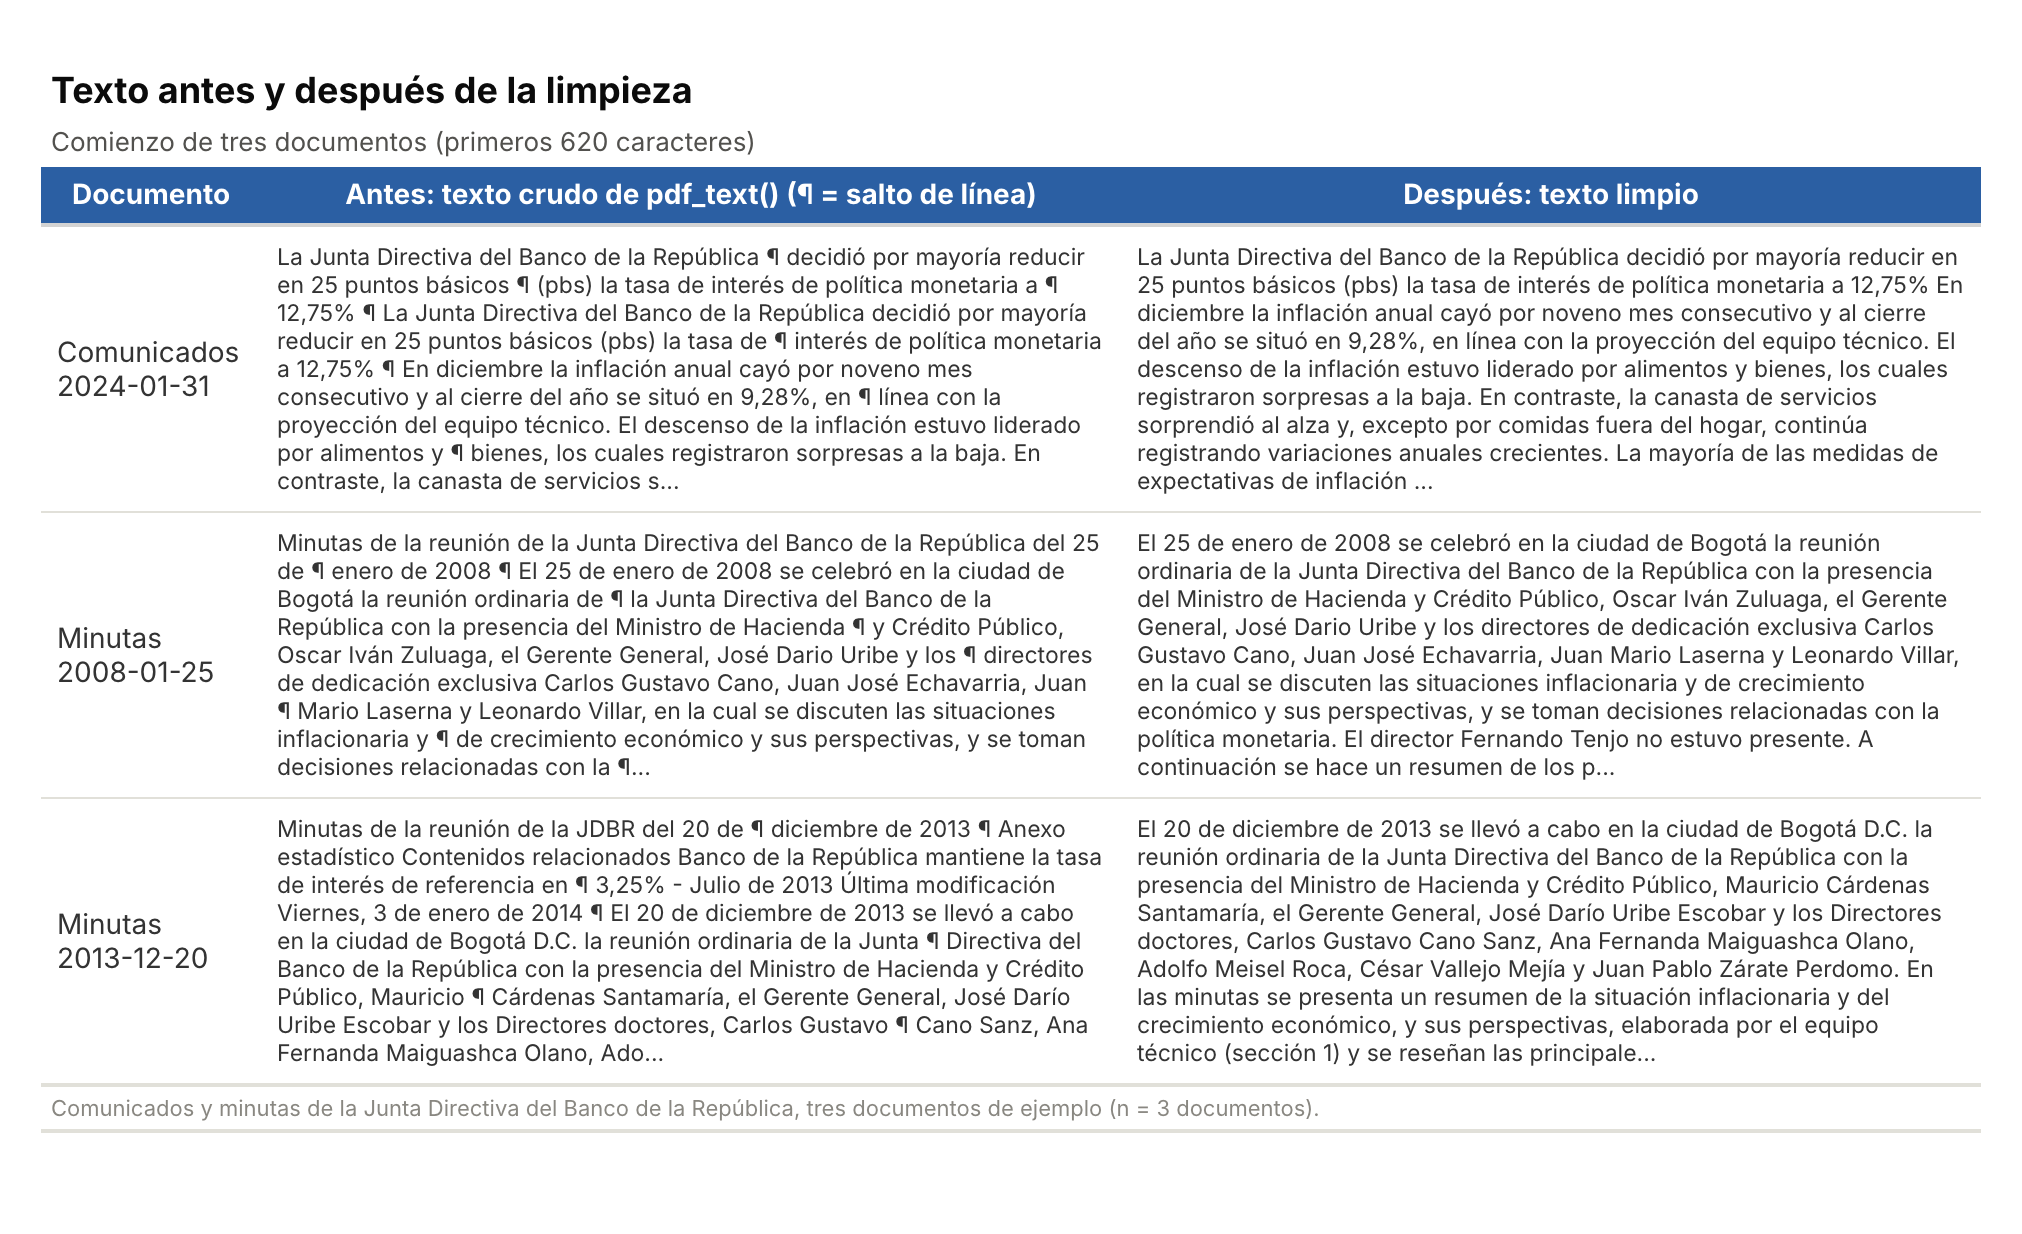 Texto antes y después de la limpieza
Comienzo de tres documentos (primeros 620 caracteres)
Documento
Antes: texto crudo de pdf_text() (¶ = salto de línea)
Después: texto limpio
Comunicados
2024-01-31
La Junta Directiva del Banco de la República ¶ decidió por mayoría reducir
en 25 puntos básicos ¶ (pbs) la tasa de interés de política monetaria a ¶
12,75% ¶ La Junta Directiva del Banco de la República decidió por mayoría
reducir en 25 puntos básicos (pbs) la tasa de ¶ interés de política monetaria
a 12,75% ¶ En diciembre la inflación anual cayó por noveno mes
consecutivo y al cierre del año se situó en 9,28%, en ¶ línea con la
proyección del equipo técnico. El descenso de la inflación estuvo liderado
por alimentos y ¶ bienes, los cuales registraron sorpresas a la baja. En
contraste, la canasta de servicios s...
La Junta Directiva del Banco de la República decidió por mayoría reducir en
25 puntos básicos (pbs) la tasa de interés de política monetaria a 12,75% En
diciembre la inflación anual cayó por noveno mes consecutivo y al cierre
del año se situó en 9,28%, en línea con la proyección del equipo técnico. El
descenso de la inflación estuvo liderado por alimentos y bienes, los cuales
registraron sorpresas a la baja. En contraste, la canasta de servicios
sorprendió al alza y, excepto por comidas fuera del hogar, continúa
registrando variaciones anuales crecientes. La mayoría de las medidas de
expectativas de inflación ...
Minutas
2008-01-25
Minutas de la reunión de la Junta Directiva del Banco de la República del 25
de ¶ enero de 2008 ¶ El 25 de enero de 2008 se celebró en la ciudad de
Bogotá la reunión ordinaria de ¶ la Junta Directiva del Banco de la
República con la presencia del Ministro de Hacienda ¶ y Crédito Público,
Oscar Iván Zuluaga, el Gerente General, José Dario Uribe y los ¶ directores
de dedicación exclusiva Carlos Gustavo Cano, Juan José Echavarria, Juan
¶ Mario Laserna y Leonardo Villar, en la cual se discuten las situaciones
inflacionaria y ¶ de crecimiento económico y sus perspectivas, y se toman
decisiones relacionadas con la ¶...
El 25 de enero de 2008 se celebró en la ciudad de Bogotá la reunión
ordinaria de la Junta Directiva del Banco de la República con la presencia
del Ministro de Hacienda y Crédito Público, Oscar Iván Zuluaga, el Gerente
General, José Dario Uribe y los directores de dedicación exclusiva Carlos
Gustavo Cano, Juan José Echavarria, Juan Mario Laserna y Leonardo Villar,
en la cual se discuten las situaciones inflacionaria y de crecimiento
económico y sus perspectivas, y se toman decisiones relacionadas con la
política monetaria. El director Fernando Tenjo no estuvo presente. A
continuación se hace un resumen de los p...
Minutas
2013-12-20
Minutas de la reunión de la JDBR del 20 de ¶ diciembre de 2013 ¶ Anexo
estadístico Contenidos relacionados Banco de la República mantiene la tasa
de interés de referencia en ¶ 3,25% - Julio de 2013 Última modificación
Viernes, 3 de enero de 2014 ¶ El 20 de diciembre de 2013 se llevó a cabo
en la ciudad de Bogotá D.C. la reunión ordinaria de la Junta ¶ Directiva del
Banco de la República con la presencia del Ministro de Hacienda y Crédito
Público, Mauricio ¶ Cárdenas Santamaría, el Gerente General, José Darío
Uribe Escobar y los Directores doctores, Carlos Gustavo ¶ Cano Sanz, Ana
Fernanda Maiguashca Olano, Ado...
El 20 de diciembre de 2013 se llevó a cabo en la ciudad de Bogotá D.C. la
reunión ordinaria de la Junta Directiva del Banco de la República con la
presencia del Ministro de Hacienda y Crédito Público, Mauricio Cárdenas
Santamaría, el Gerente General, José Darío Uribe Escobar y los Directores
doctores, Carlos Gustavo Cano Sanz, Ana Fernanda Maiguashca Olano,
Adolfo Meisel Roca, César Vallejo Mejía y Juan Pablo Zárate Perdomo. En
las minutas se presenta un resumen de la situación inflacionaria y del
crecimiento económico, y sus perspectivas, elaborada por el equipo
técnico (sección 1) y se reseñan las principale...
Comunicados y minutas de la Junta Directiva del Banco de la República, tres documentos de ejemplo (n = 3 documentos).